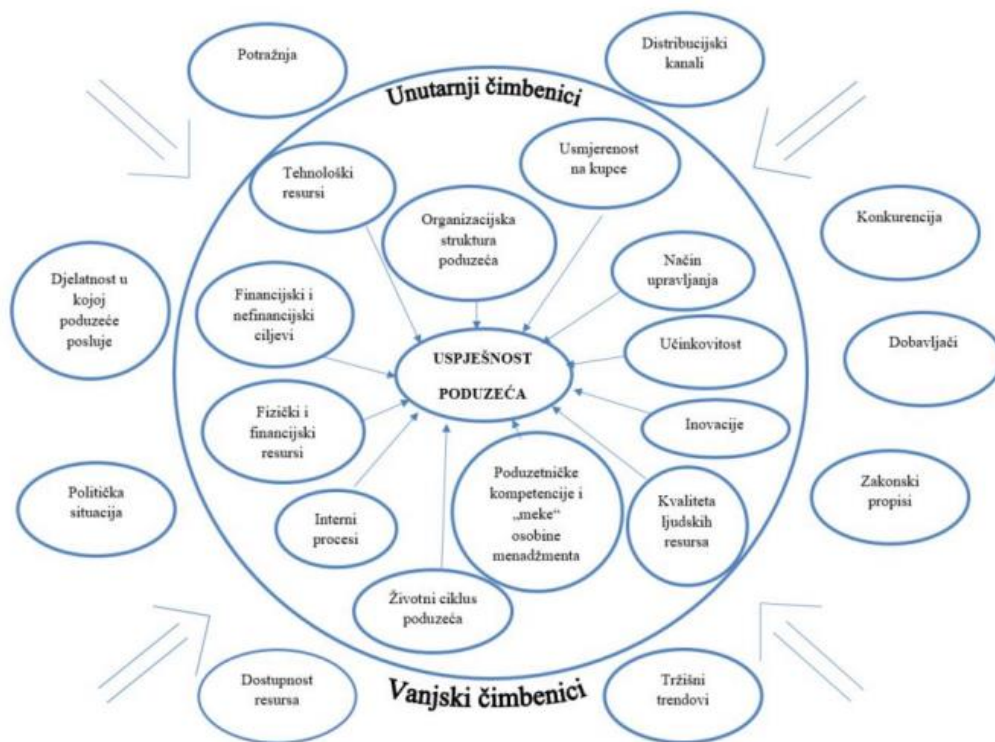 Potražnja
Distribucijski
kanali
Unutarnji čimbenici
Tehnološki
resursi
Usmjerenost
na kupce
Organizacijska
struktura
poduzeća
Konkurencija
Način
upravljanja
Djelatnost u
kojoj
poduzeće
posluje
Financijski i
nefinancijski
ciljevi
USPJEŠNOST
PODUZEĆA
Učinkovitost
Dobavljači
Fizički i
financijski
resursi
Inovacije
Politička
situacija
Interni
procesi
Poduzetničke
kompetencije i
„meke“
osobine
menadžmenta
Kvaliteta
ljudskih
resursa
Zakonski
propisi
Životni ciklus
poduzeća
Dostupnost
resursa
Vanjski čimbenici
Tržišni
trendovi